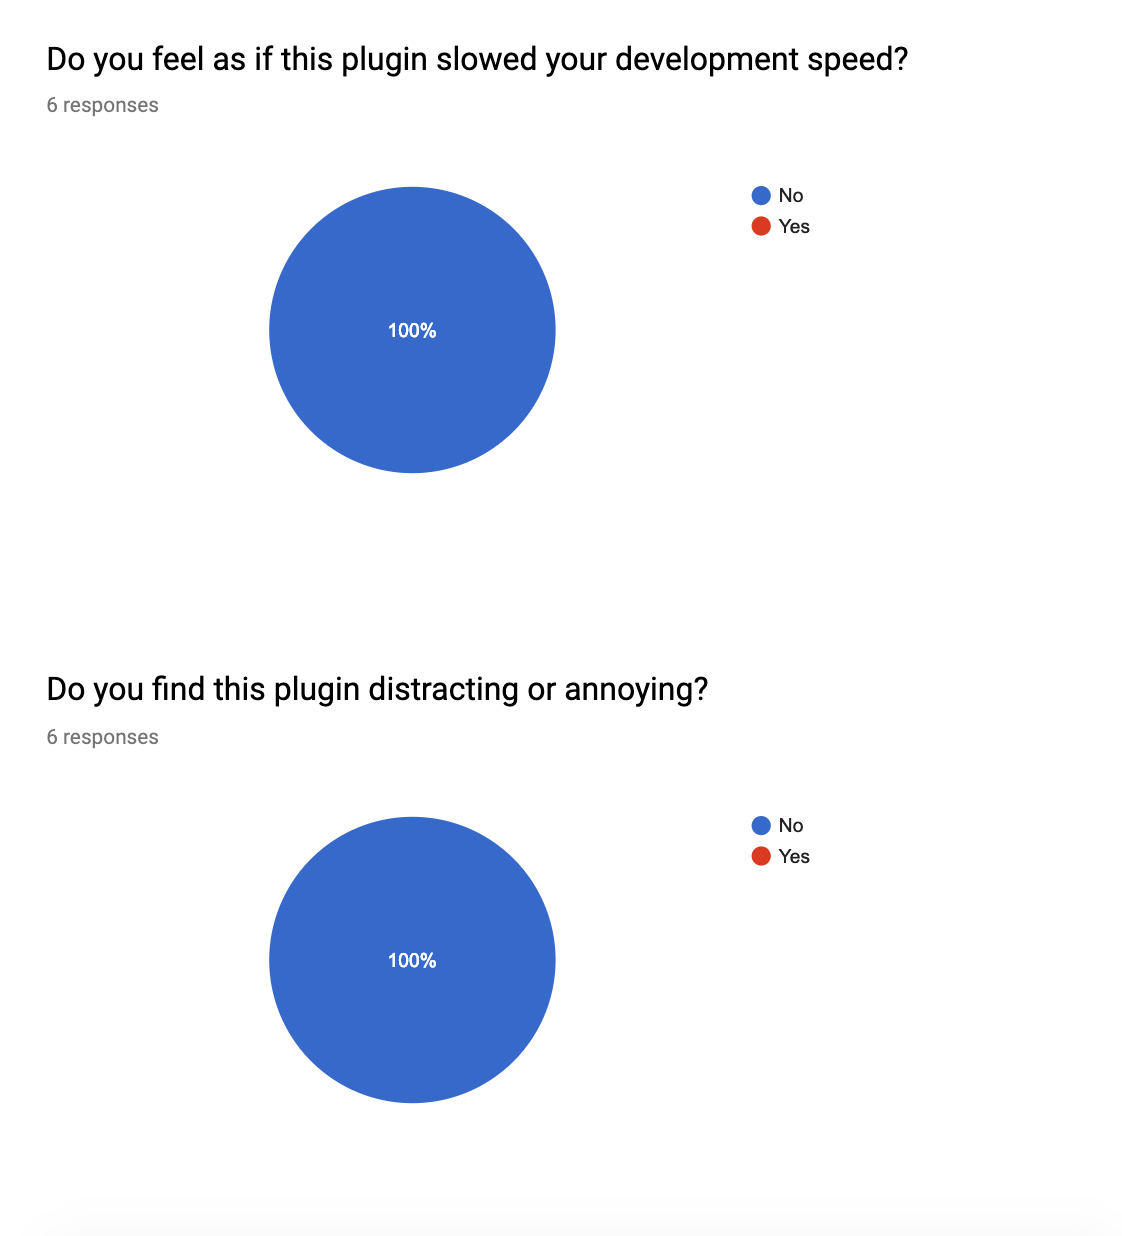 Do you feel as if this plugin slowed your development speed?
6 responses
No
Yes
100%
Do you find this plugin distracting or annoying?
6 responses
No
Yes
100%